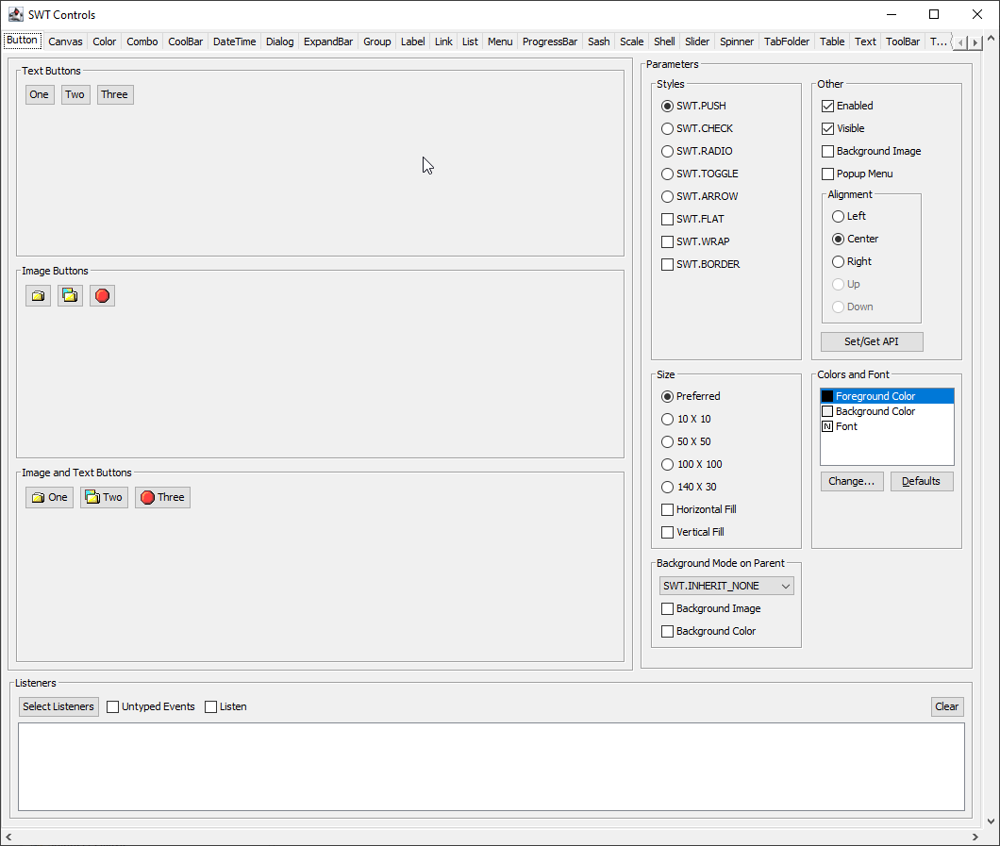 SWT Controls
Button Canvas Color Combo CoolBar DateTime Dialog ExpandBar Group Label Link List Menu ProgressBar Sash Scale Shell Slider Spinner TabFolder Table Text ToolBar T...
Text Buttons
One Two Three
Image Buttons
Image and Text Buttons
One Two Three
Parameters
Styles
SWT.PUSH
SWT.CHECK
SWT.RADIO
SWT.TOGGLE
SWT.ARROW
SWT.FLAT
SWT.WRAP
SWT.BORDER
Other
Enabled
Visible
Background Image
Popup Menu
Alignment
Left
Center
Right
Up
Down
Set/Get API
Size
Preferred
10 X 10
50 X 50
100 X 100
140 X 30
Horizontal Fill
Vertical Fill
Colors and Font
Foreground Color
Background Color
N Font
Change... Defaults
Background Mode on Parent
SWT.INHERIT_NONE
Background Image
Background Color
Listeners
Select Listeners Untyped Events Listen Clear